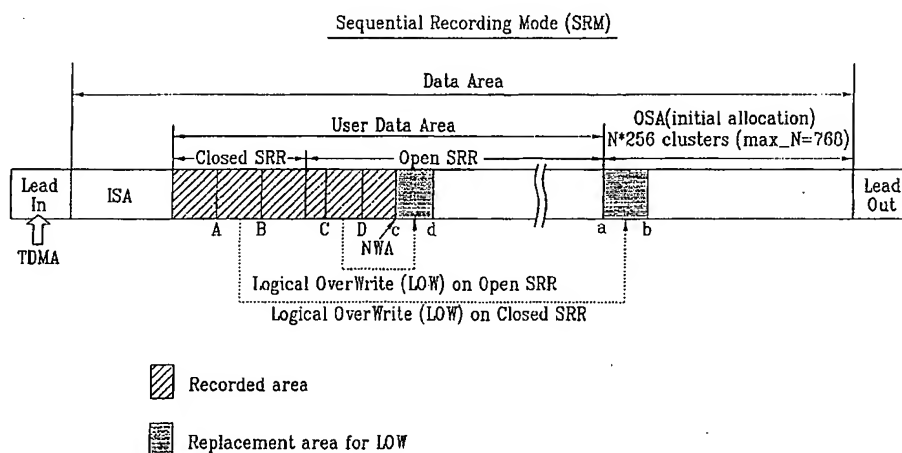 Sequential Recording Mode (SRM)
Data Area
OSA(initial allocation)
User Data Area
N*256 clusters (max_N=768)
Closed SRR
Open SRR
Lead In
ISA
Lead Out
A
B
C
D
c
d
a
b
TDMA
NWA
Logical OverWrite (LOW) on Open SRR
Logical OverWrite (LOW) on Closed SRR
Recorded area
Replacement area for LOW